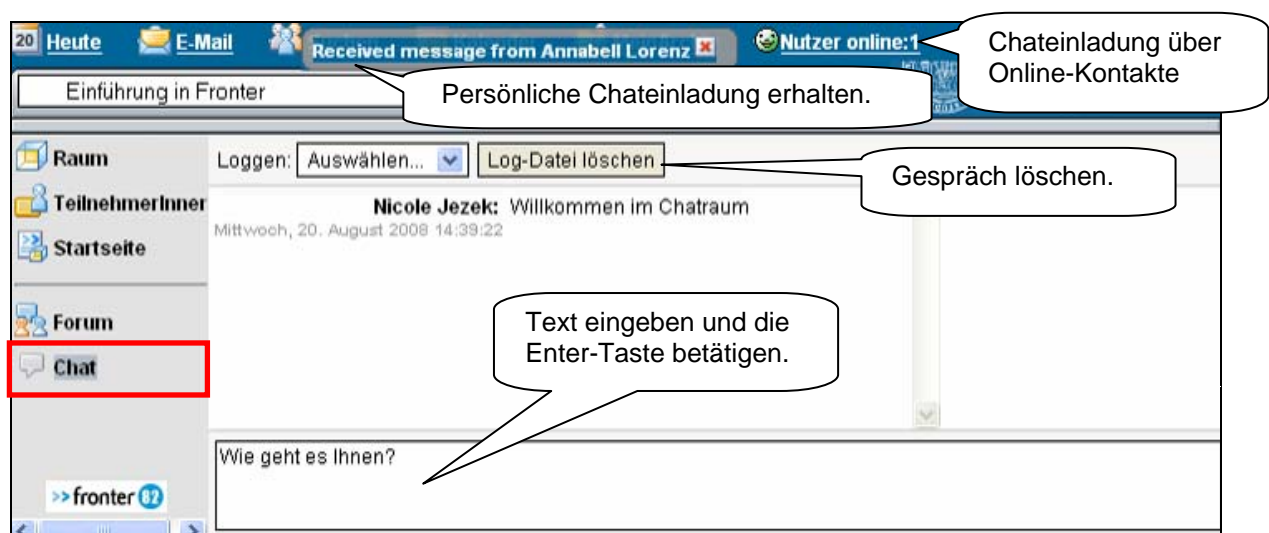 20 Heute E-Mail Received message from Annabell Lorenz Nutzer online:1
Chateinladung über
Online-Kontakte
Einführung in Fronter
Persönliche Chateinladung erhalten.
Raum
Loggen: Auswählen... Log-Datei löschen
Gespräch löschen.
TeilnehmerInner
Nicole Jezek: Willkommen im Chatraum
Mittwoch, 20. August 2008 14:39:22
Startseite
Forum
Text eingeben und die
Enter-Taste betätigen.
Chat
Wie geht es Ihnen?
>> fronter 82